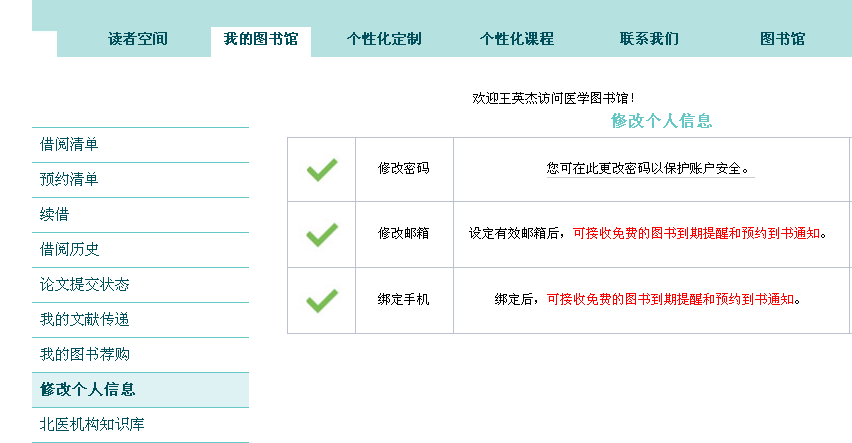 读者空间 我的图书馆 个性化定制 个性化课程 联系我们 图书馆
欢迎王英杰访问医学图书馆！
修改个人信息
借阅清单
预约清单
续借
借阅历史
论文提交状态
我的文献传递
我的图书荐购
修改个人信息
北医机构知识库
修改密码 您可在此更改密码以保护账户安全。
修改邮箱 设定有效邮箱后，可接收免费的图书到期提醒和预约到书通知。
绑定手机 绑定后，可接收免费的图书到期提醒和预约到书通知。